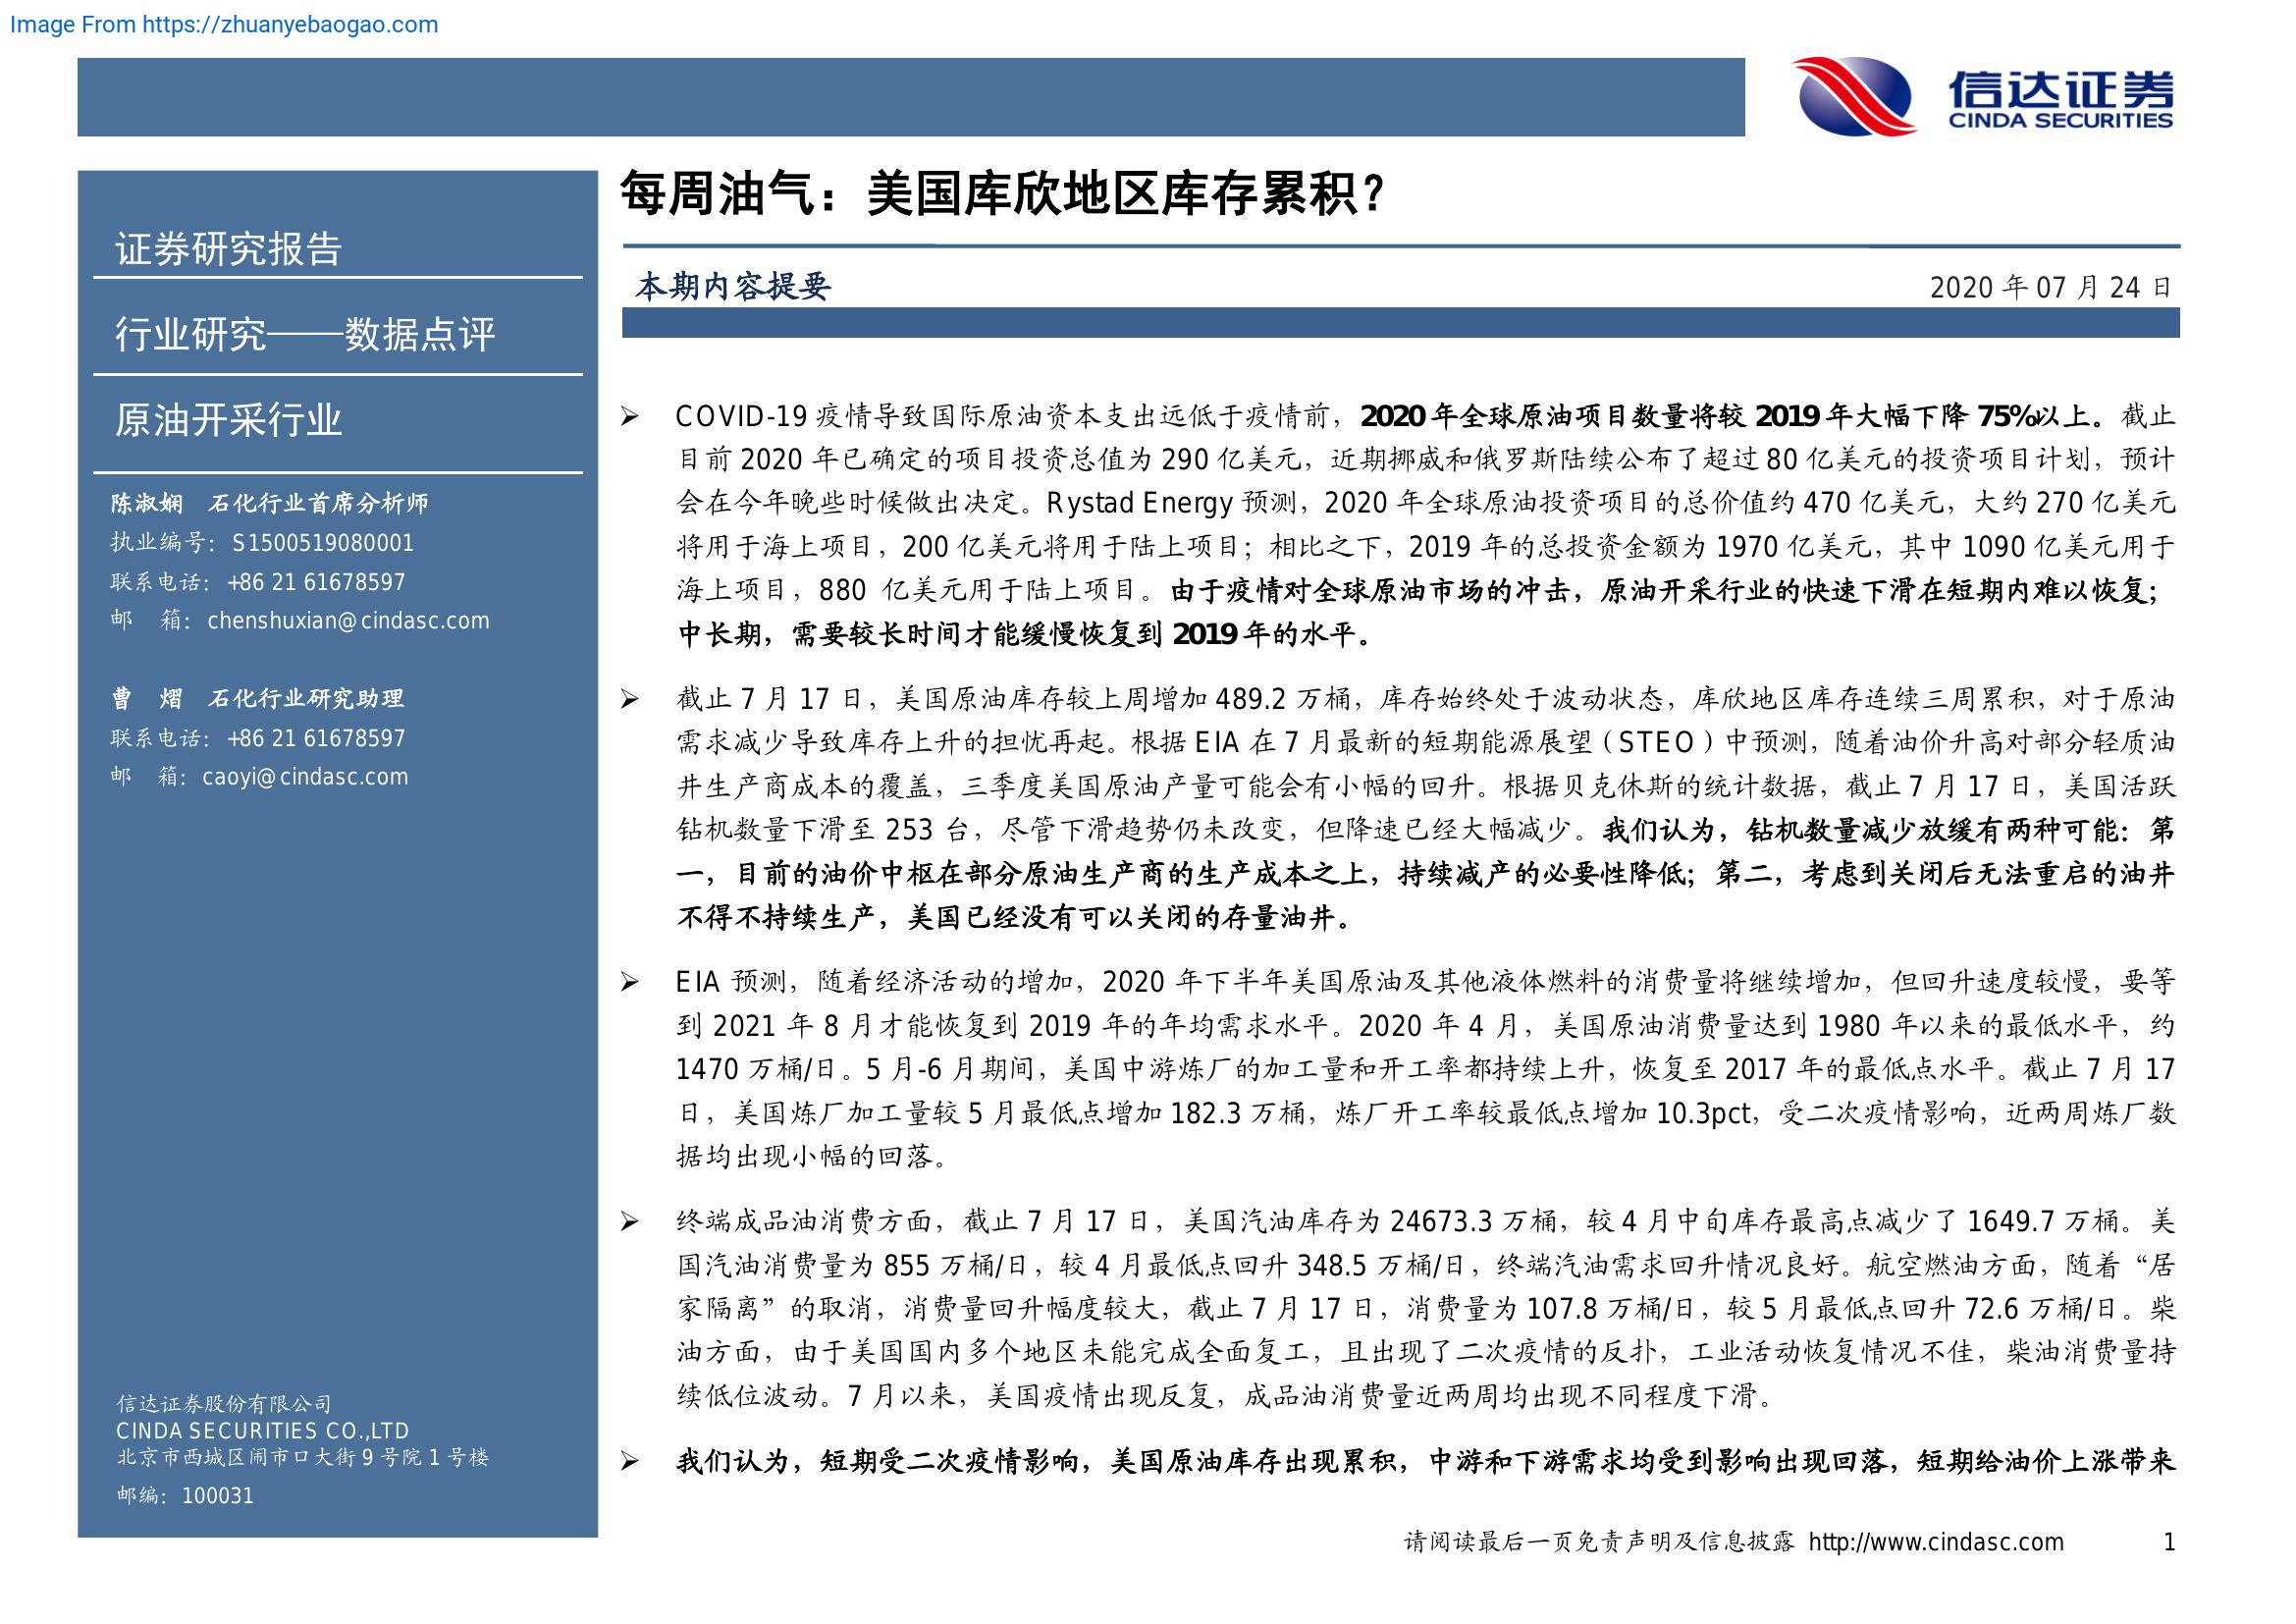 Image From https://zhuanyebaogao.com
信达证券
CINDA SECURITIES
证券研究报告
行业研究——数据点评
原油开采行业
陈淑娴 石化行业首席分析师
执业编号：S1500519080001
联系电话：+86 21 61678597
邮 箱：chenshuxian@cindasc.com
曹 熠 石化行业研究助理
联系电话：+86 21 61678597
邮 箱：caoyi@cindasc.com
信达证券股份有限公司
CINDA SECURITIES CO.,LTD
北京市西城区闹市口大街9号院1号楼
邮编：100031
每周油气：美国库欣地区库存累积？
本期内容提要
2020年07月24日
➢ COVID-19疫情导致国际原油资本支出远低于疫情前，2020年全球原油项目数量将较2019年大幅下降75%以上。截止
目前2020年已确定的项目投资总值为290亿美元，近期挪威和俄罗斯陆续公布了超过80亿美元的投资项目计划，预计
会在今年晚些时候做出决定。Rystad Energy预测，2020年全球原油投资项目的总价值约470亿美元，大约270亿美元
将用于海上项目，200亿美元将用于陆上项目；相比之下，2019年的总投资金额为1970亿美元，其中1090亿美元用于
海上项目，880 亿美元用于陆上项目。由于疫情对全球原油市场的冲击，原油开采行业的快速下滑在短期内难以恢复；
中长期，需要较长时间才能缓慢恢复到2019年的水平。
➢ 截止7月17日，美国原油库存较上周增加489.2万桶，库存始终处于波动状态，库欣地区库存连续三周累积，对于原油
需求减少导致库存上升的担忧再起。根据EIA在7月最新的短期能源展望（STEO）中预测，随着油价升高对部分轻质油
井生产商成本的覆盖，三季度美国原油产量可能会有小幅的回升。根据贝克休斯的统计数据，截止7月17日，美国活跃
钻机数量下滑至253台，尽管下滑趋势仍未改变，但降速已经大幅减少。我们认为，钻机数量减少放缓有两种可能：第
一，目前的油价中枢在部分原油生产商的生产成本之上，持续减产的必要性降低；第二，考虑到关闭后无法重启的油井
不得不持续生产，美国已经没有可以关闭的存量油井。
➢ EIA预测，随着经济活动的增加，2020年下半年美国原油及其他液体燃料的消费量将继续增加，但回升速度较慢，要等
到2021年8月才能恢复到2019年的年均需求水平。2020年4月，美国原油消费量达到1980年以来的最低水平，约
1470万桶/日。5月-6月期间，美国中游炼厂的加工量和开工率都持续上升，恢复至2017年的最低点水平。截止7月17
日，美国炼厂加工量较5月最低点增加182.3万桶，炼厂开工率较最低点增加10.3pct，受二次疫情影响，近两周炼厂数
据均出现小幅的回落。
➢ 终端成品油消费方面，截止7月17日，美国汽油库存为24673.3万桶，较4月中旬库存最高点减少了1649.7万桶。美
国汽油消费量为855万桶/日，较4月最低点回升348.5万桶/日，终端汽油需求回升情况良好。航空燃油方面，随着“居
家隔离”的取消，消费量回升幅度较大，截止7月17日，消费量为107.8万桶/日，较5月最低点回升72.6万桶/日。柴
油方面，由于美国国内多个地区未能完成全面复工，且出现了二次疫情的反扑，工业活动恢复情况不佳，柴油消费量持
续低位波动。7月以来，美国疫情出现反复，成品油消费量近两周均出现不同程度下滑。
➢ 我们认为，短期受二次疫情影响，美国原油库存出现累积，中游和下游需求均受到影响出现回落，短期给油价上涨带来
请阅读最后一页免责声明及信息披露 http://www.cindasc.com 1